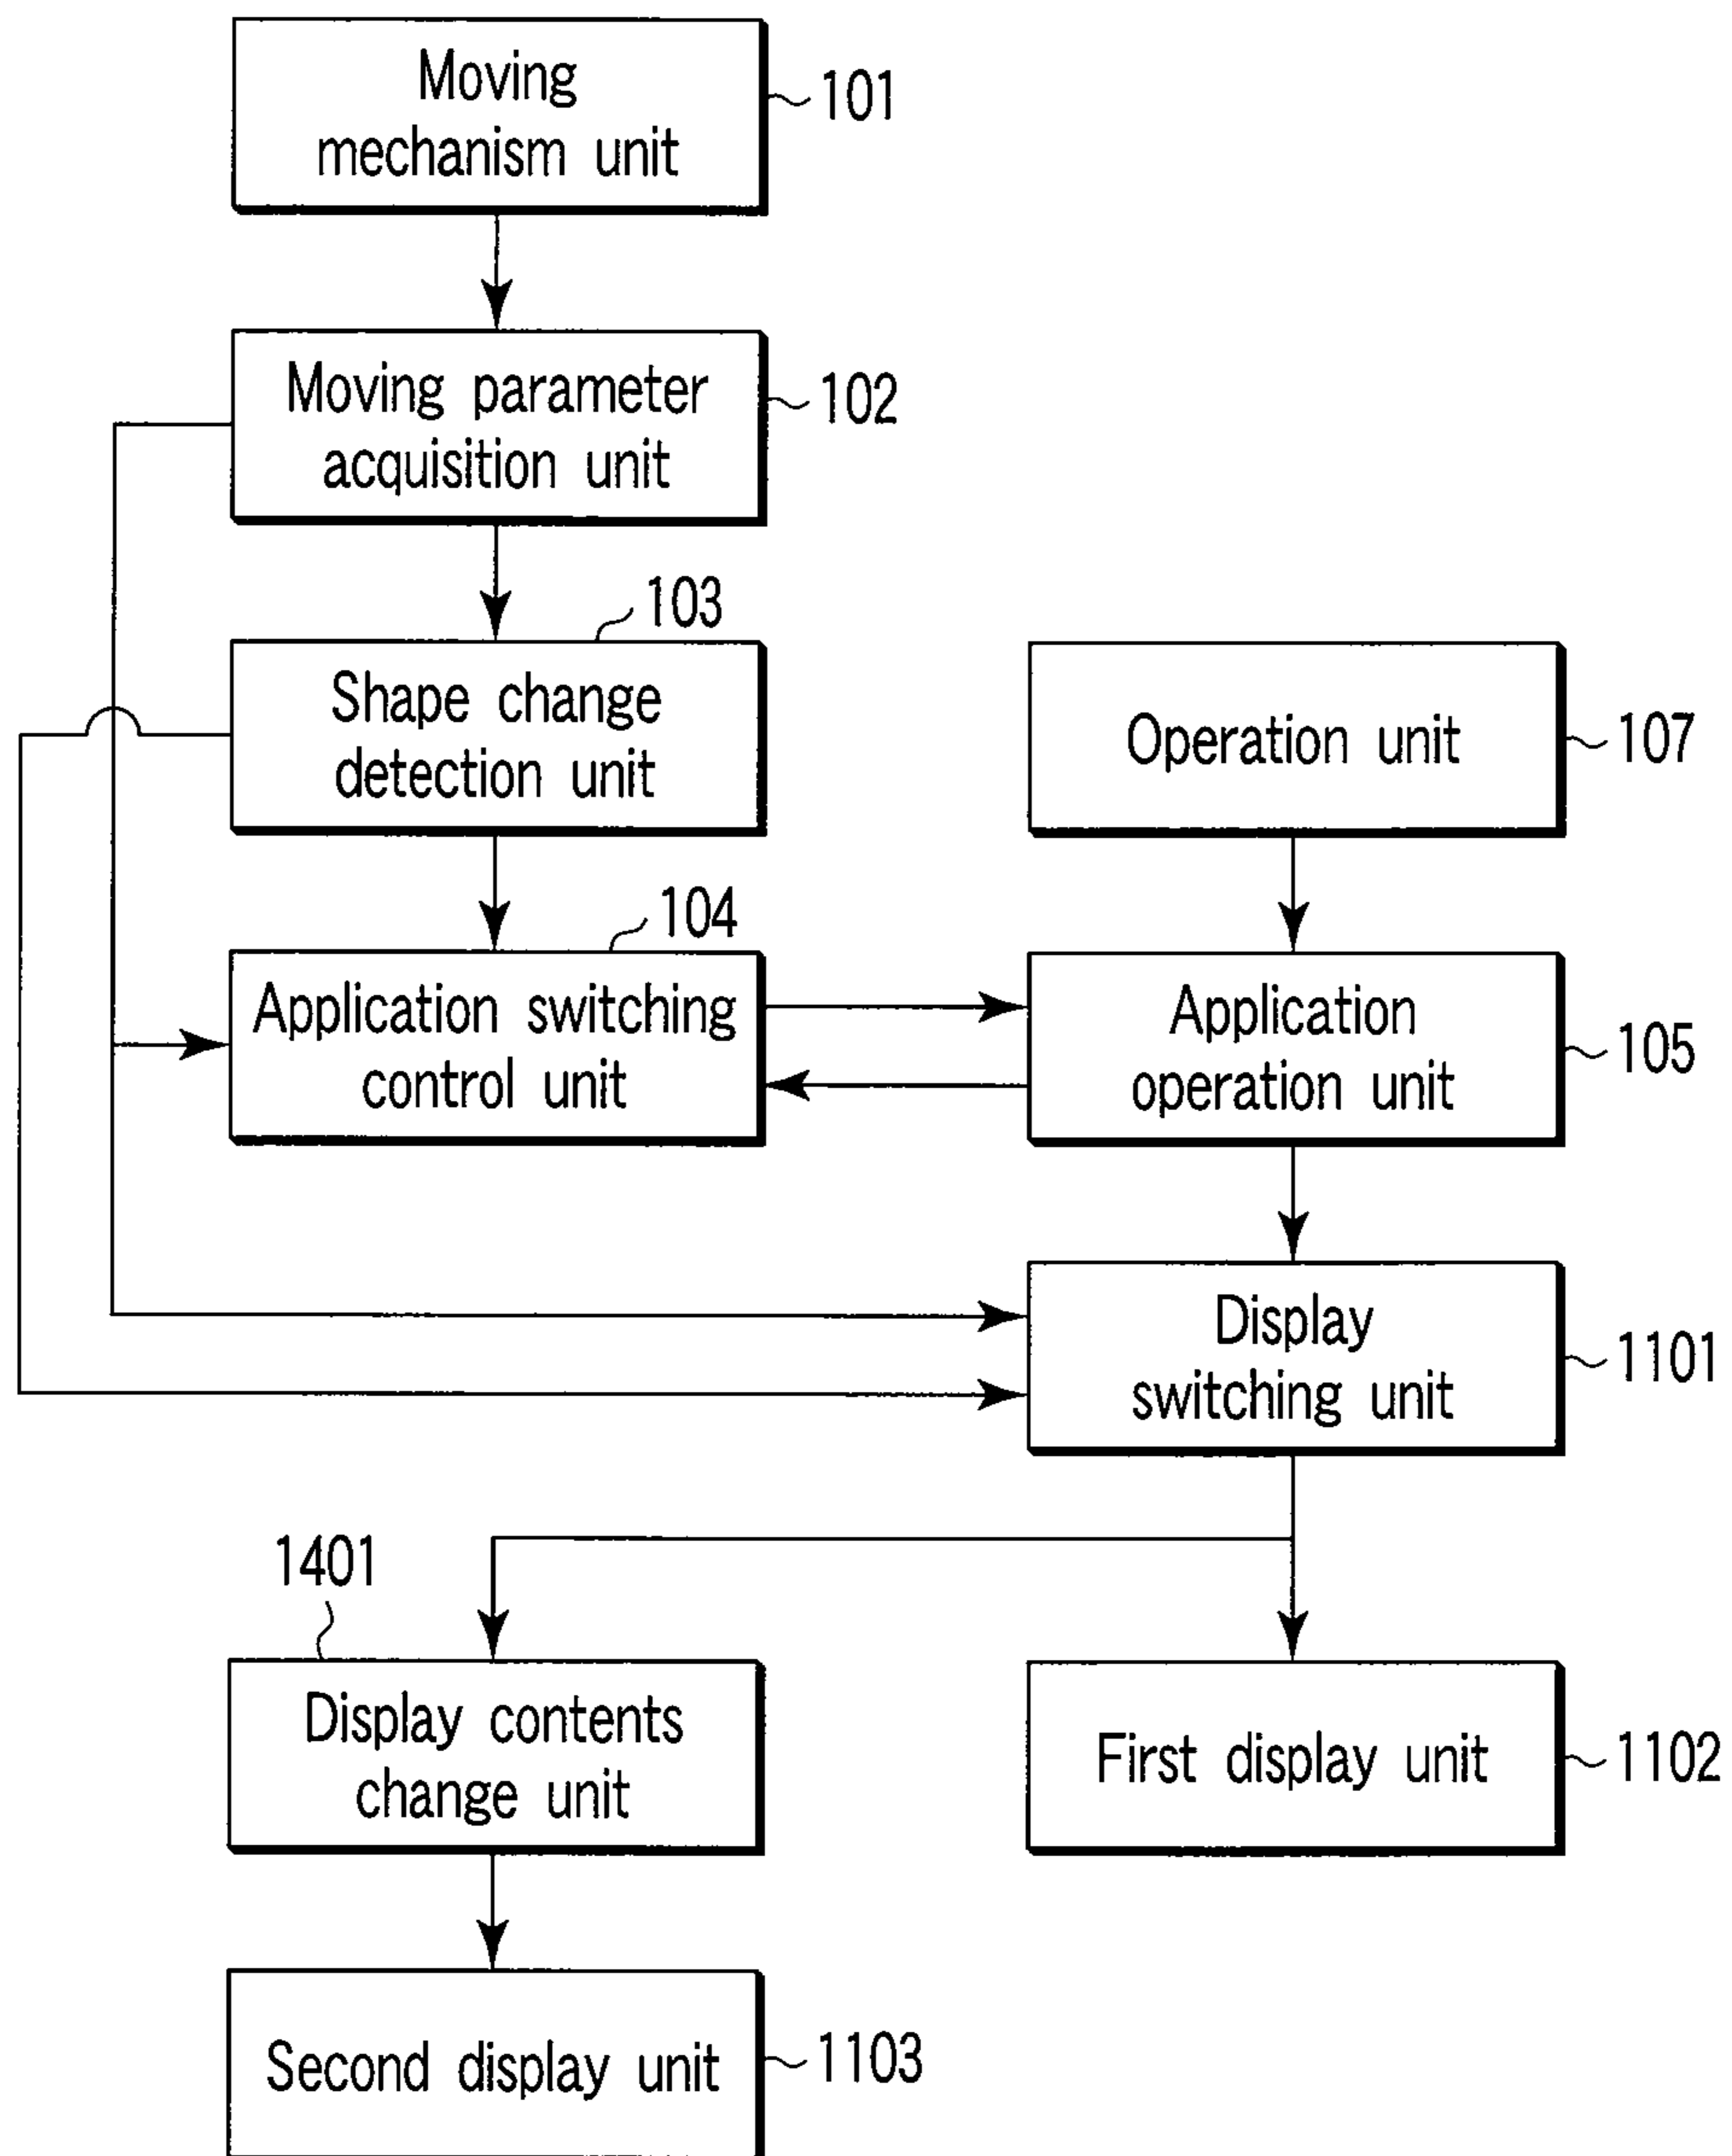 Moving
mechanism unit
101
Moving parameter
acquisition unit
102
103
Shape change
detection unit
Operation unit
107
104
Application switching
control unit
Application
operation unit
105
Display
switching unit
1101
1401
Display contents
change unit
First display unit
1102
Second display unit
1103